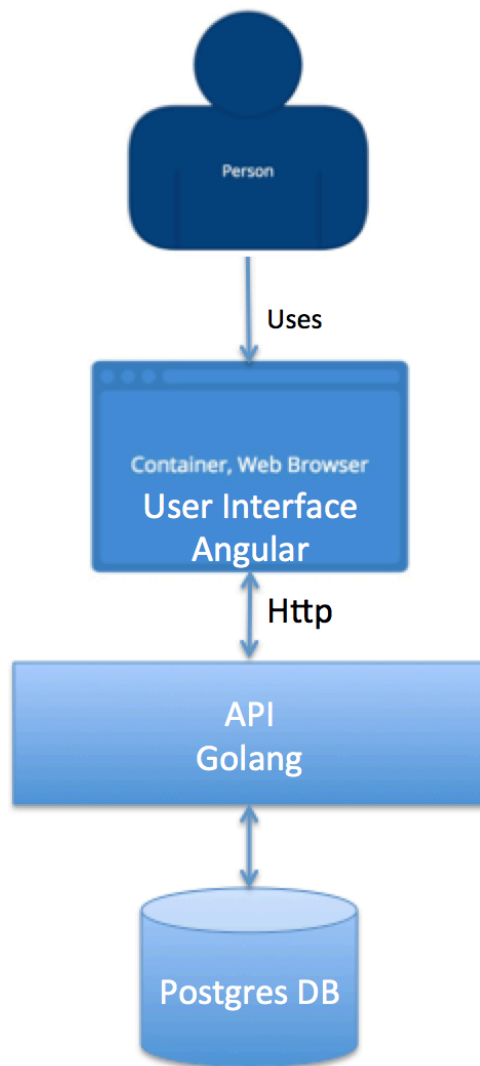 Person
Uses
Container, Web Browser
User Interface
Angular
Http
API
Golang
Postgres DB